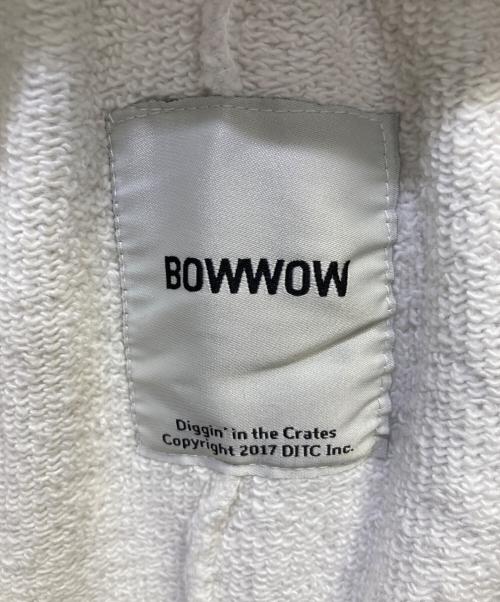 BOWWOW
Diggin' in the Crates
Copyright 2017 DITC Inc.